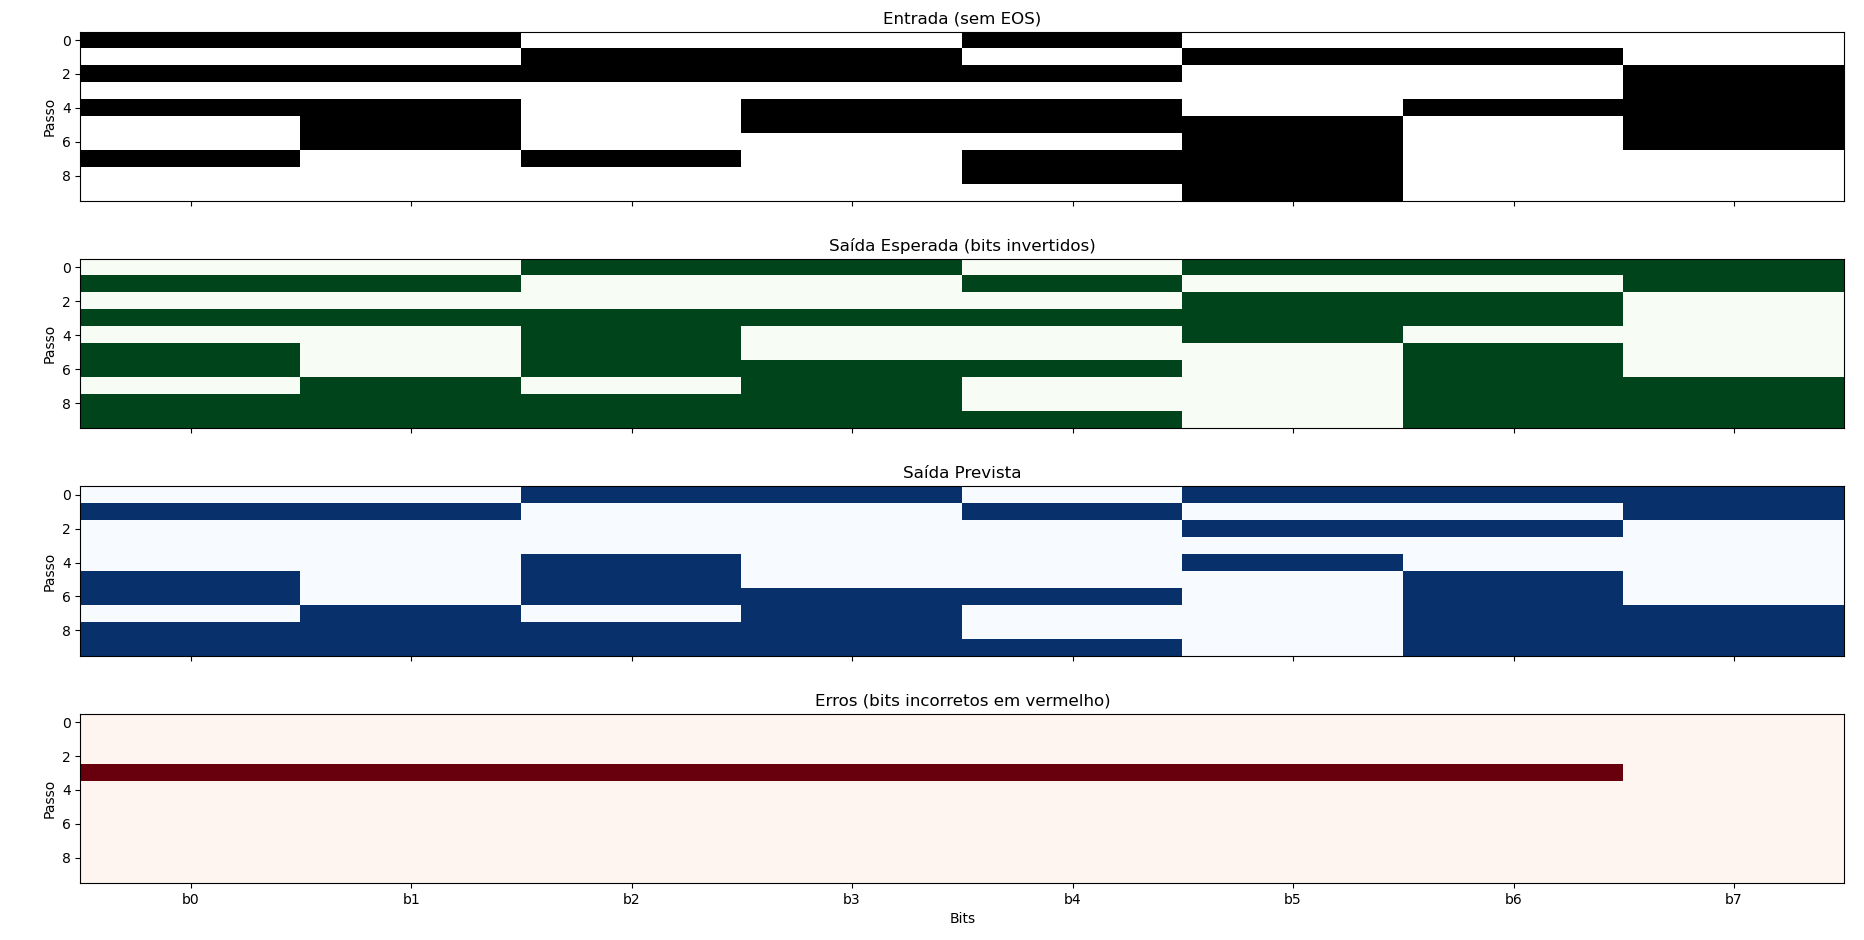 Entrada (sem EOS)
Passo
0
2
4
6
8
Saída Esperada (bits invertidos)
Passo
0
2
4
6
8
Saída Prevista
Passo
0
2
4
6
8
Erros (bits incorretos em vermelho)
Passo
0
2
4
6
8
b0 b1 b2 b3 b4 b5 b6 b7
Bits